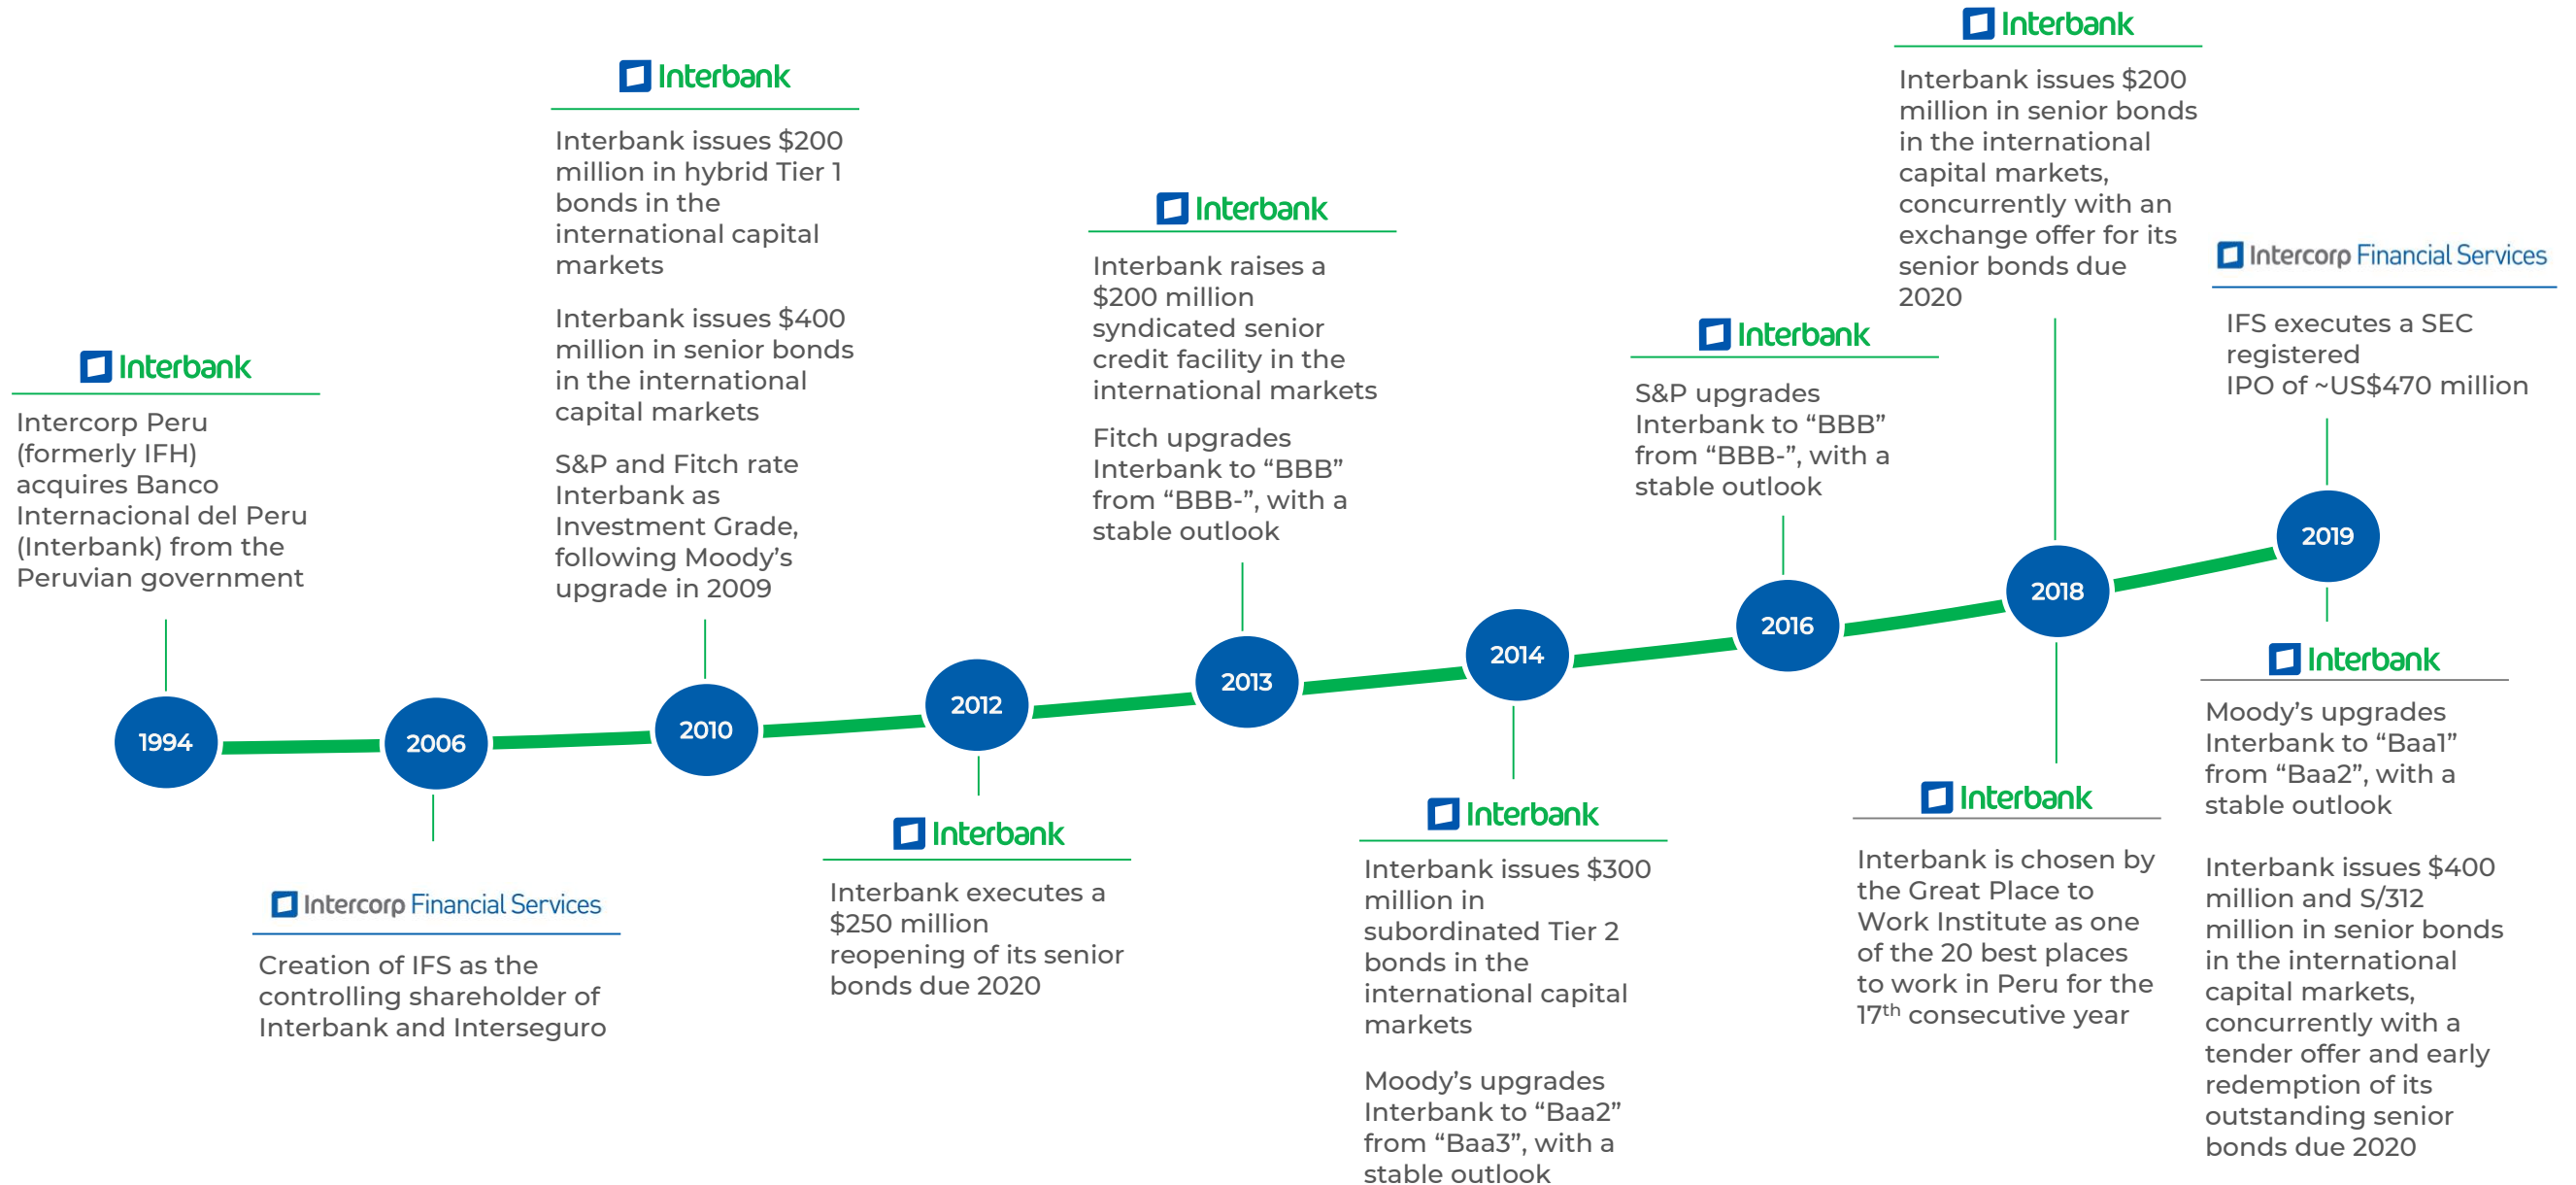 Interbank
Intercorp Peru
(formerly IFH)
acquires Banco
Internacional del Peru
(Interbank) from the
Peruvian government
1994
2006
Intercorp Financial Services
Creation of IFS as the
controlling shareholder of
Interbank and Interseguro
Interbank
Interbank issues $200
million in hybrid Tier 1
bonds in the
international capital
markets
Interbank issues $400
million in senior bonds
in the international
capital markets
S&P and Fitch rate
Interbank as
Investment Grade,
following Moody’s
upgrade in 2009
2010
2012
Interbank
Interbank executes a
$250 million
reopening of its senior
bonds due 2020
Interbank
Interbank raises a
$200 million
syndicated senior
credit facility in the
international markets
Fitch upgrades
Interbank to “BBB”
from “BBB-”, with a
stable outlook
2013
2014
Interbank
Interbank issues $300
million in
subordinated Tier 2
bonds in the
international capital
markets
Moody’s upgrades
Interbank to “Baa2”
from “Baa3”, with a
stable outlook
Interbank
S&P upgrades
Interbank to “BBB”
from “BBB-”, with a
stable outlook
2016
Interbank
Interbank issues $200
million in senior bonds
in the international
capital markets,
concurrently with an
exchange offer for its
senior bonds due
2020
2018
Interbank
Interbank is chosen by
the Great Place to
Work Institute as one
of the 20 best places
to work in Peru for the
17th consecutive year
Intercorp Financial Services
IFS executes a SEC
registered
IPO of ~US$470 million
2019
Interbank
Moody’s upgrades
Interbank to “Baa1”
from “Baa2”, with a
stable outlook
Interbank issues $400
million and S/312
million in senior bonds
in the international
capital markets,
concurrently with a
tender offer and early
redemption of its
outstanding senior
bonds due 2020